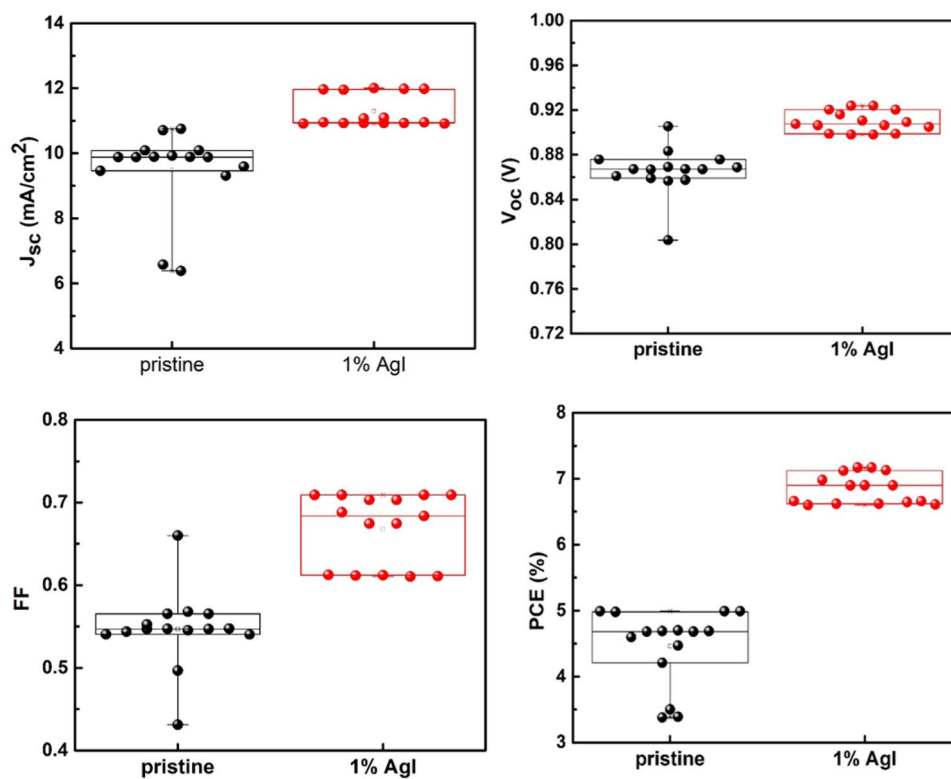 J_SC (mA/cm²)
14
12
10
8
6
4
pristine
1% AgI
V_OC (V)
1.00
0.96
0.92
0.88
0.84
0.80
0.76
0.72
pristine
1% AgI
FF
0.8
0.7
0.6
0.5
0.4
pristine
1% AgI
PCE (%)
8
7
6
5
4
3
pristine
1% AgI